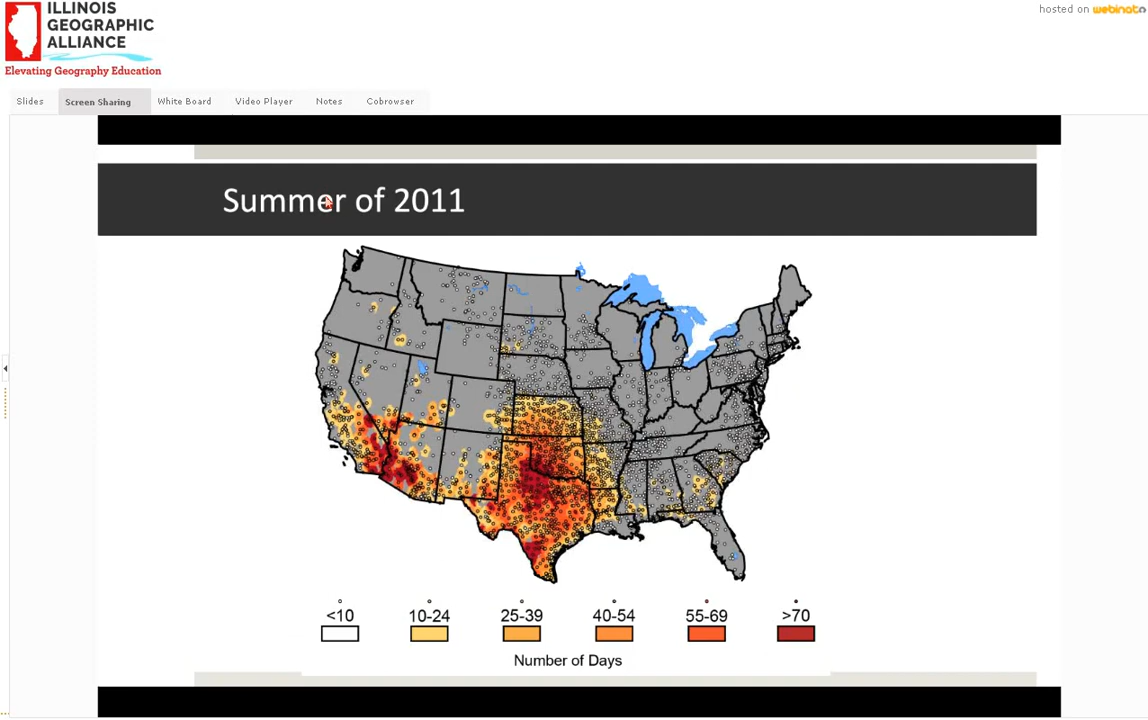 ILLINOIS
GEOGRAPHIC
ALLIANCE
Elevating Geography Education
hosted on webinato
Slides
Screen Sharing
White Board
Video Player
Notes
Cobrowser
Summer of 2011
<10
10-24
25-39
40-54
55-69
>70
Number of Days